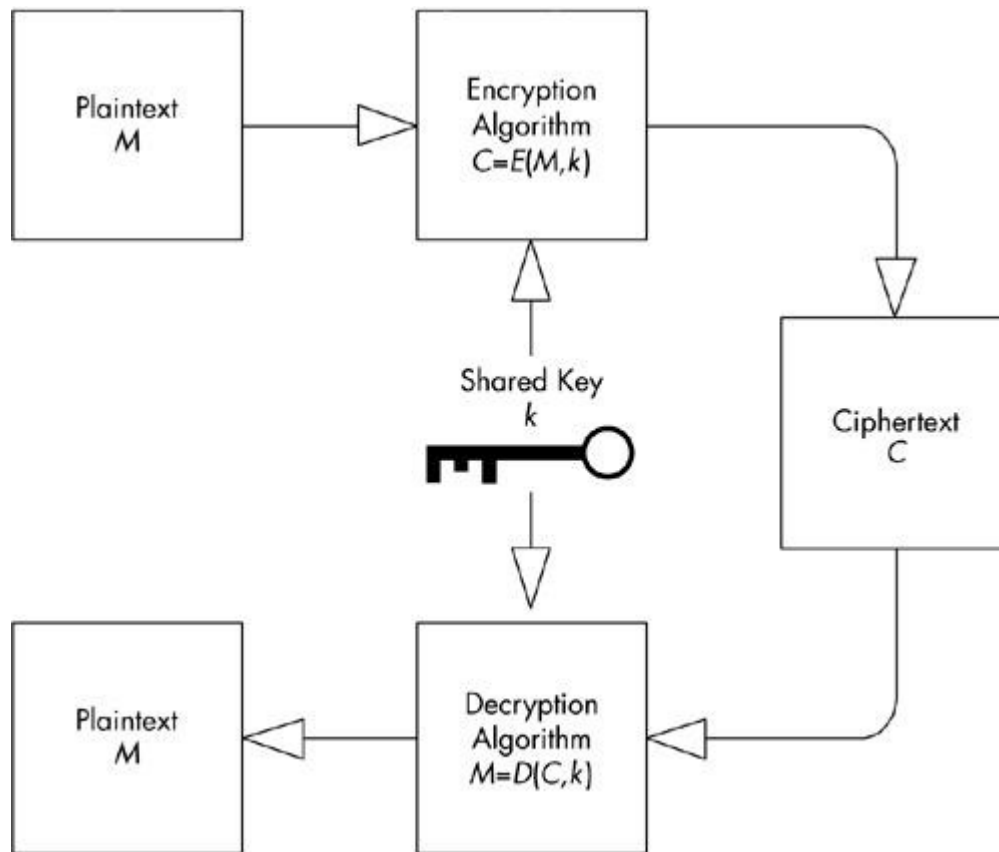 Plaintext
M
Encryption
Algorithm
C=E(M,k)
Shared Key
k
Ciphertext
C
Plaintext
M
Decryption
Algorithm
M=D(C,k)